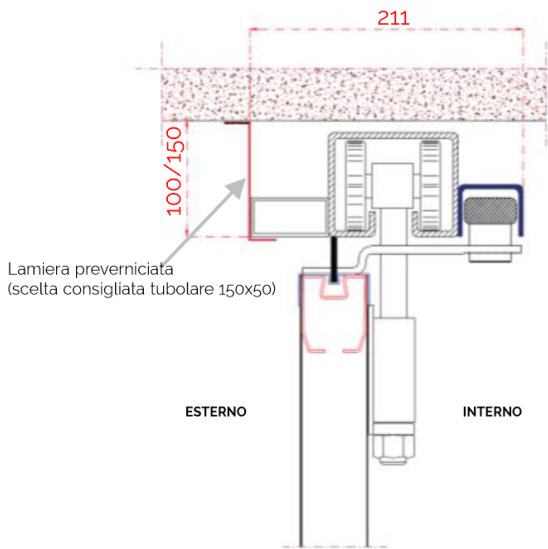 211
100/150
Lamiera preverniciata
(scelta consigliata tubolare 150x50)
ESTERNO
INTERNO